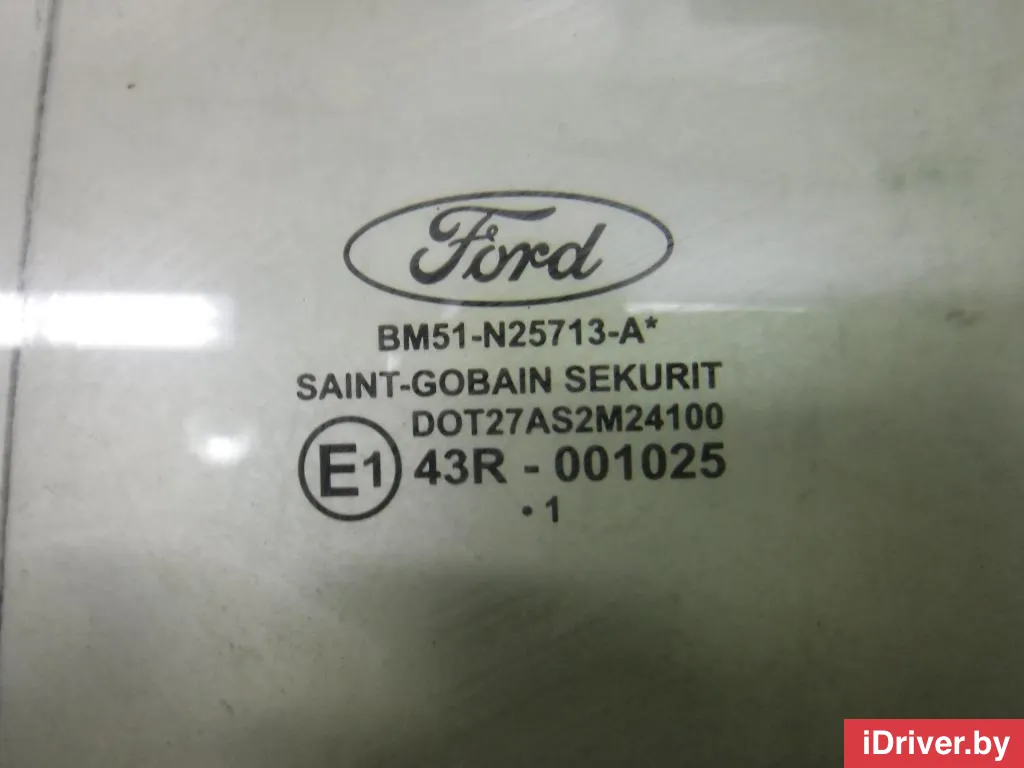 Ford
BM51-N25713-A*
SAINT-GOBAIN SEKURIT
DOT27AS2M24100
E1 43R - 001025
• 1
iDriver.by